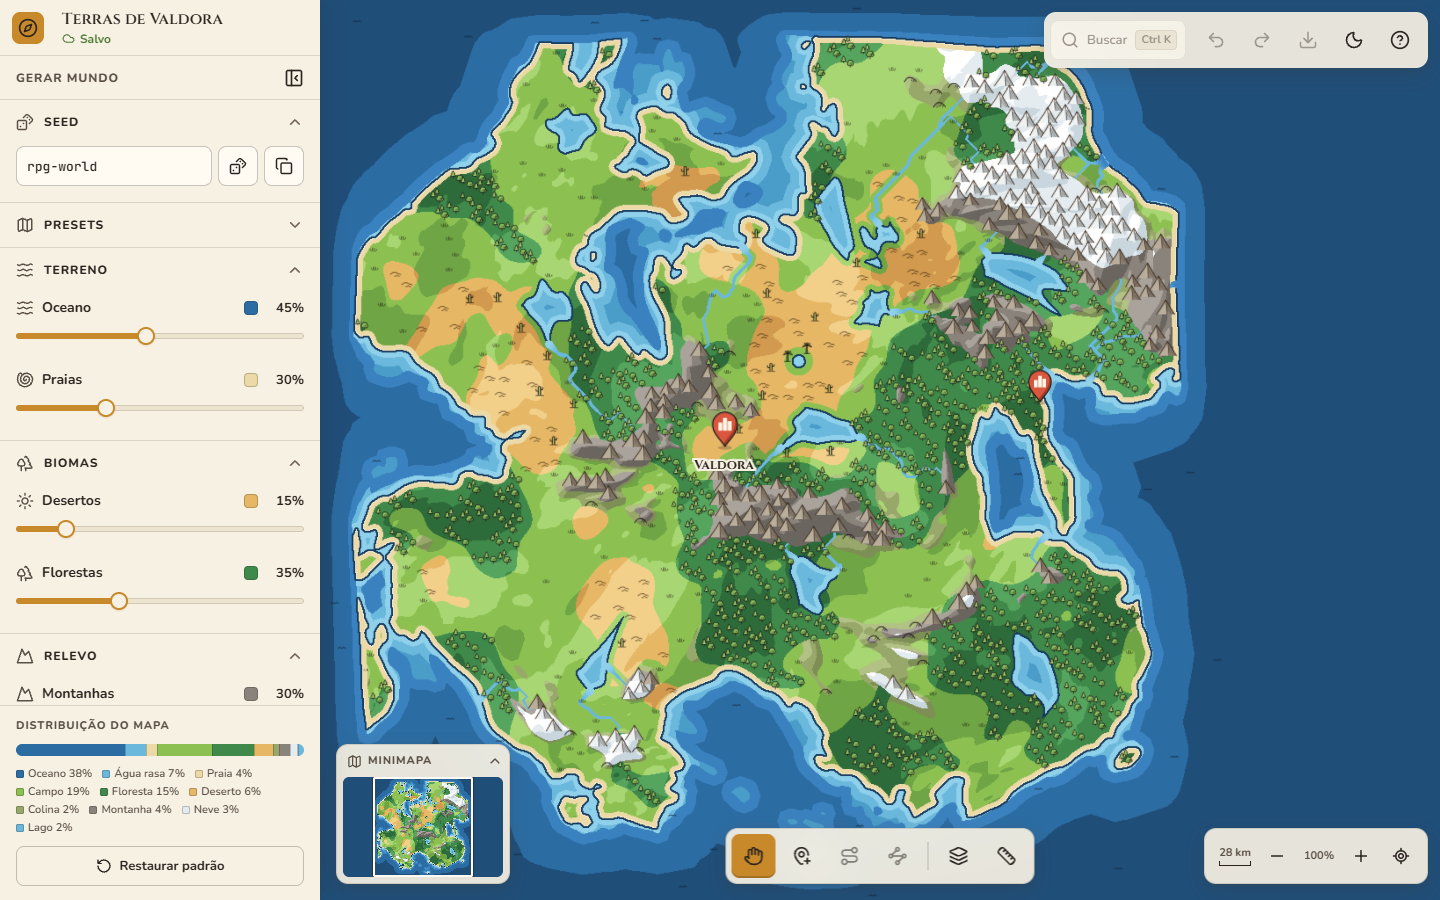 Terras de Valdora
Salvo
GERAR MUNDO
SEED
rpg-world
PRESETS
TERRENO
Oceano 45%
Praias 30%
BIOMAS
Desertos 15%
Florestas 35%
RELEVO
Montanhas 30%
DISTRIBUIÇÃO DO MAPA
Oceano 38% Água rasa 7% Praia 4%
Campo 19% Floresta 15% Deserto 6%
Colina 2% Montanha 4% Neve 3%
Lago 2%
Restaurar padrão
Buscar Ctrl K
Valdora
MINIMAPA
28 km
100%